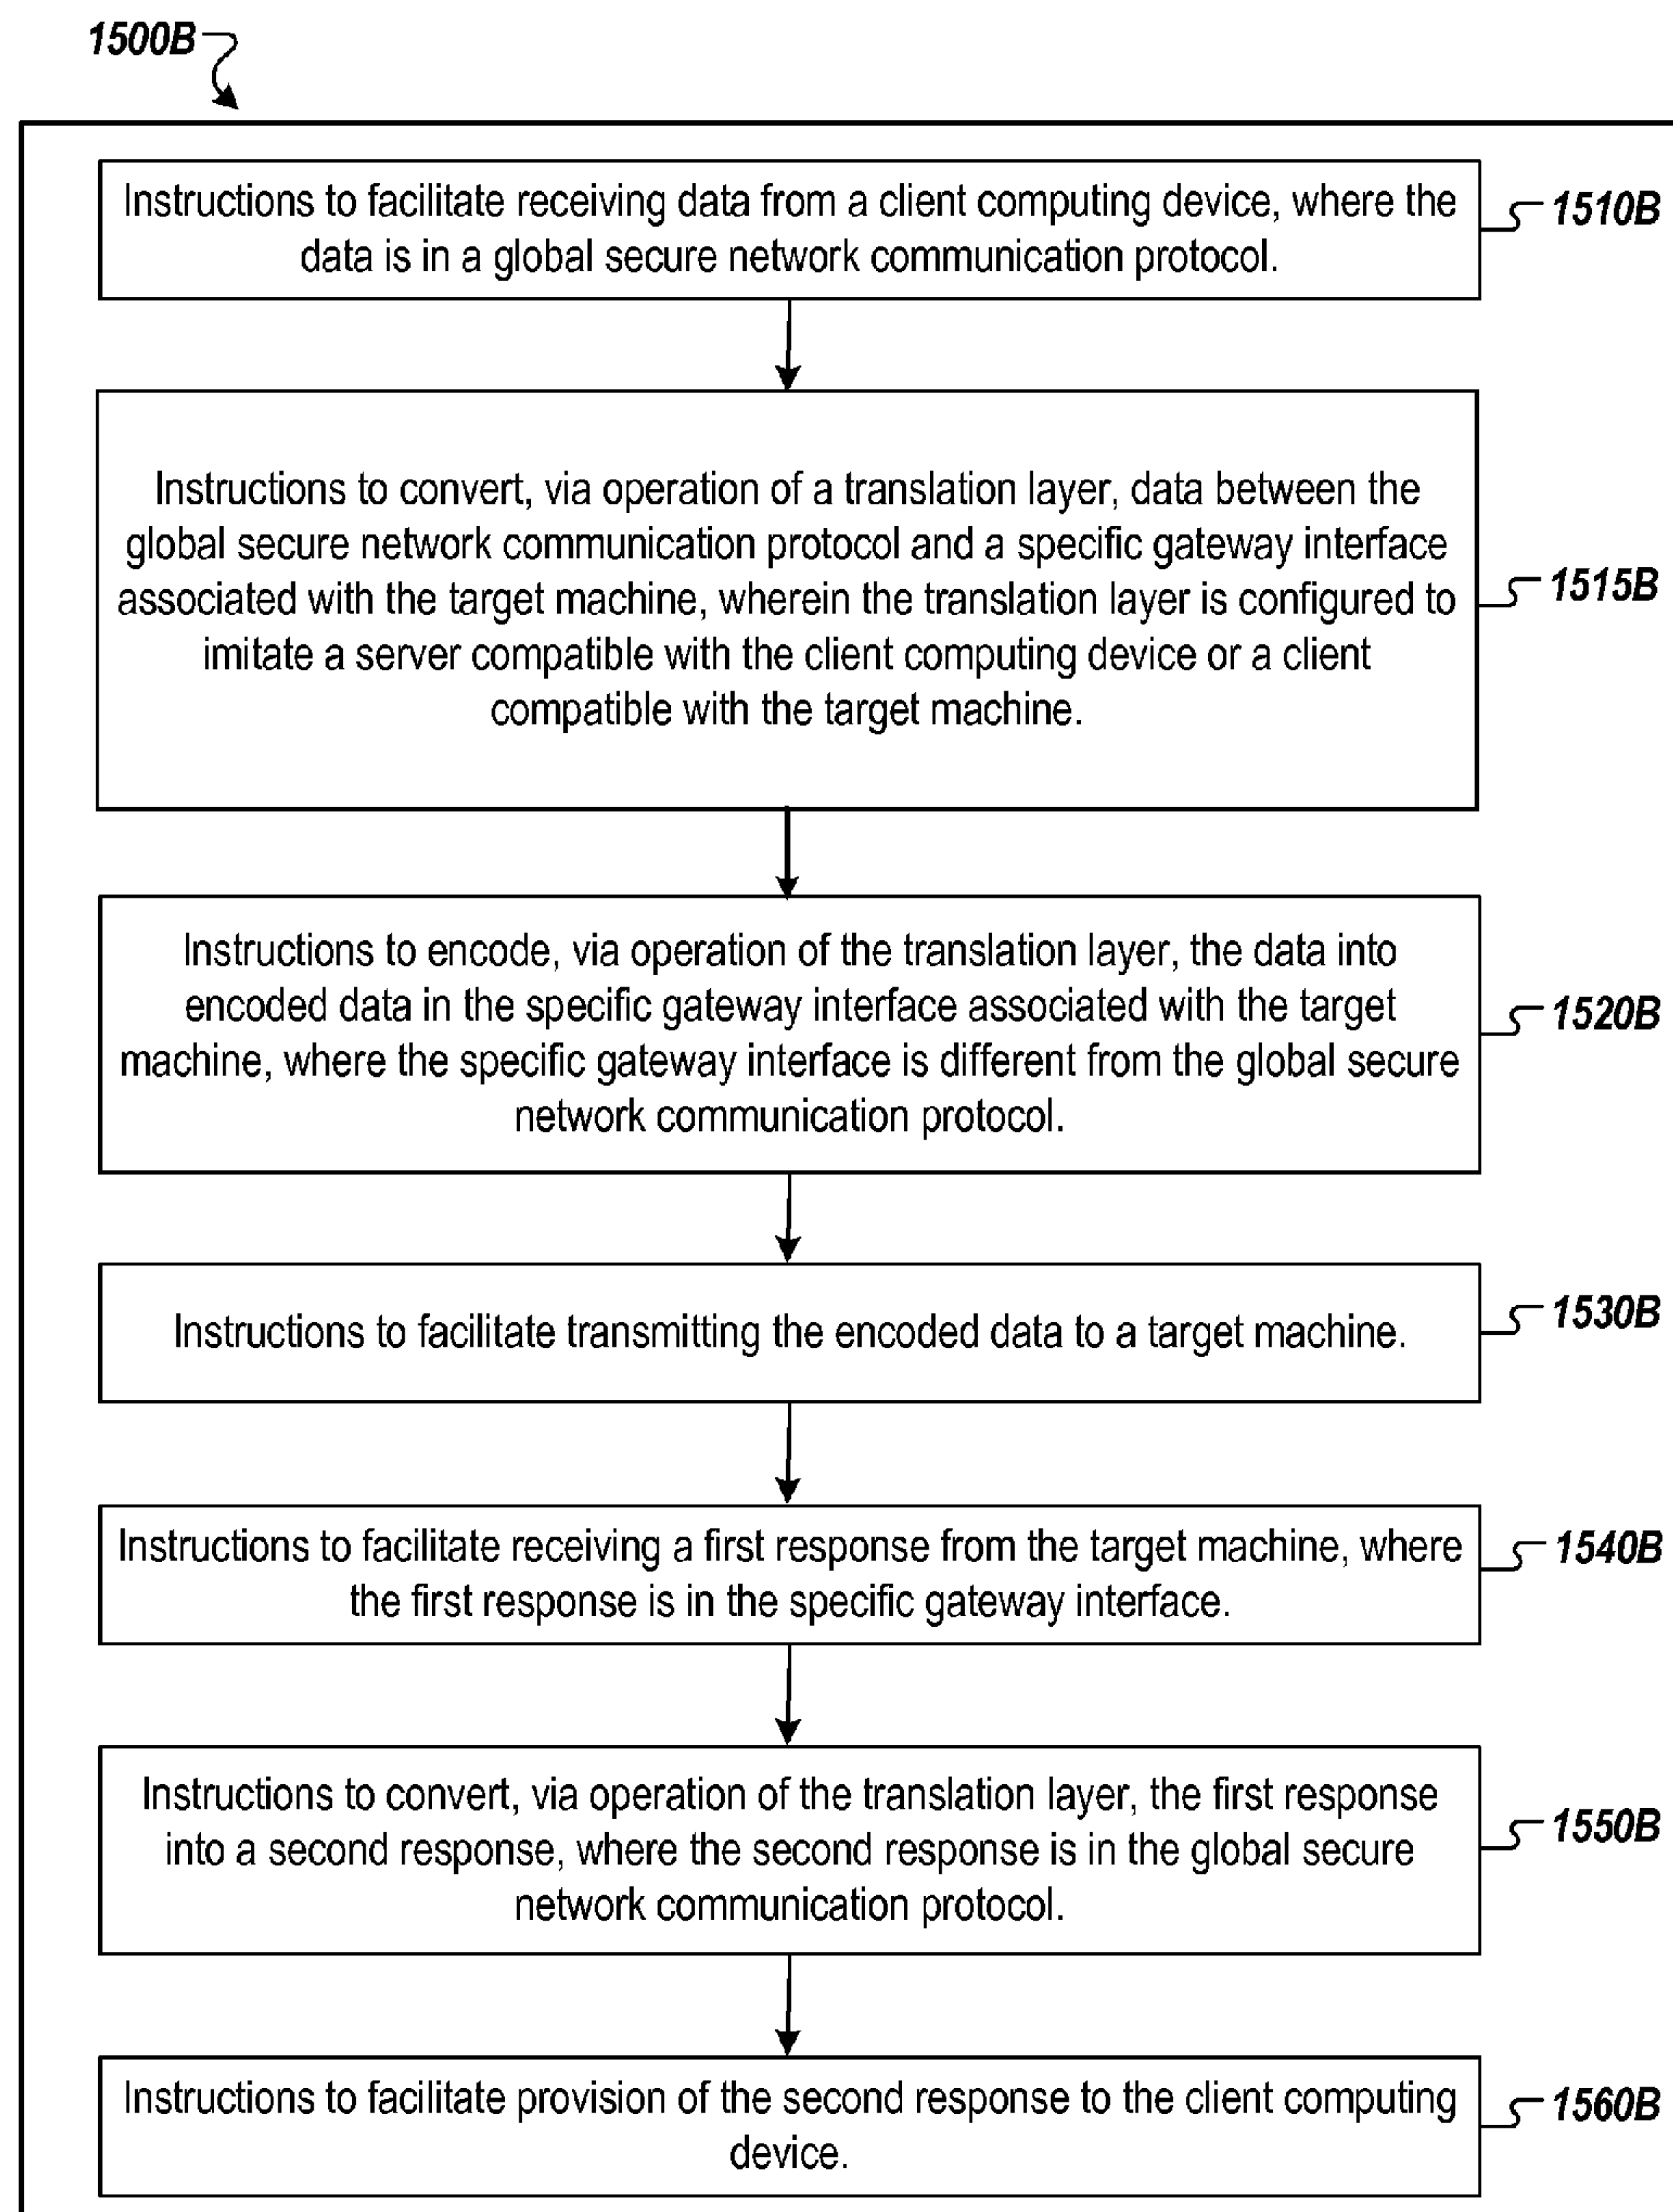 1500B
Instructions to facilitate receiving data from a client computing device, where the
data is in a global secure network communication protocol.
1510B
Instructions to convert, via operation of a translation layer, data between the
global secure network communication protocol and a specific gateway interface
associated with the target machine, wherein the translation layer is configured to
imitate a server compatible with the client computing device or a client
compatible with the target machine.
1515B
Instructions to encode, via operation of the translation layer, the data into
encoded data in the specific gateway interface associated with the target
machine, where the specific gateway interface is different from the global secure
network communication protocol.
1520B
Instructions to facilitate transmitting the encoded data to a target machine.
1530B
Instructions to facilitate receiving a first response from the target machine, where
the first response is in the specific gateway interface.
1540B
Instructions to convert, via operation of the translation layer, the first response
into a second response, where the second response is in the global secure
network communication protocol.
1550B
Instructions to facilitate provision of the second response to the client computing
device.
1560B